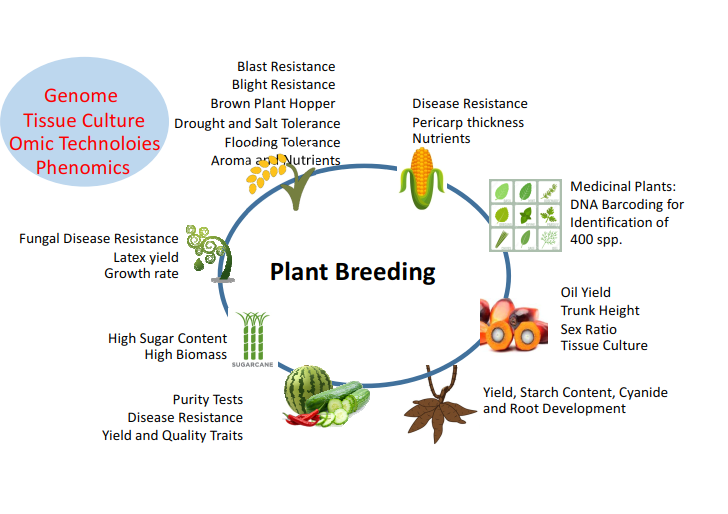 Genome
Tissue Culture
Omic Technoloies
Phenomics
Blast Resistance
Blight Resistance
Brown Plant Hopper
Drought and Salt Tolerance
Flooding Tolerance
Aroma and Nutrients
Disease Resistance
Pericarp thickness
Nutrients
Medicinal Plants:
DNA Barcoding for
Identification of
400 spp.
Fungal Disease Resistance
Latex yield
Growth rate
Plant Breeding
Oil Yield
Trunk Height
Sex Ratio
Tissue Culture
High Sugar Content
High Biomass
SUGARCANE
Yield, Starch Content, Cyanide
and Root Development
Purity Tests
Disease Resistance
Yield and Quality Traits